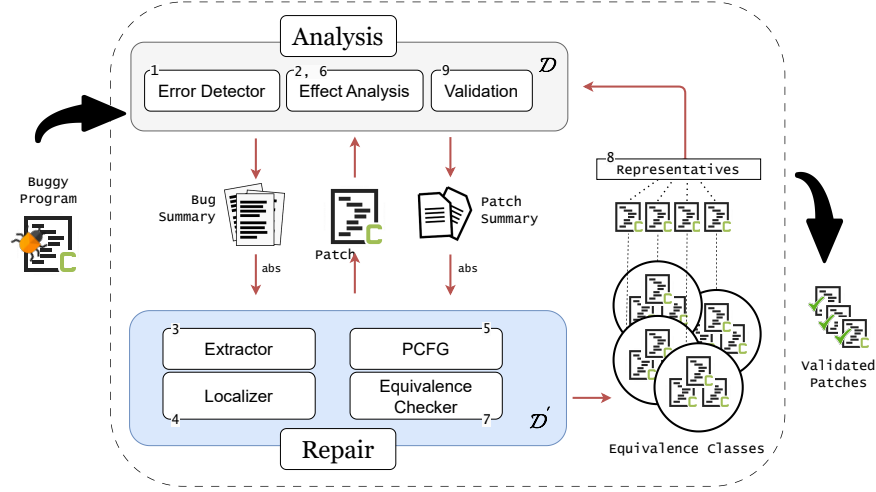 Analysis
D
1
Error Detector
2, 6
Effect Analysis
9
Validation
8
Representatives
Buggy
Program
C
Bug
Summary
Patch
C
Patch
Summary
C
C
C
C
abs
abs
3
Extractor
5
PCFG
Localizer
4
Equivalence
Checker
7
D'
Repair
Equivalence Classes
C
C
C
C
C
C
C
C
C
C
Validated
Patches